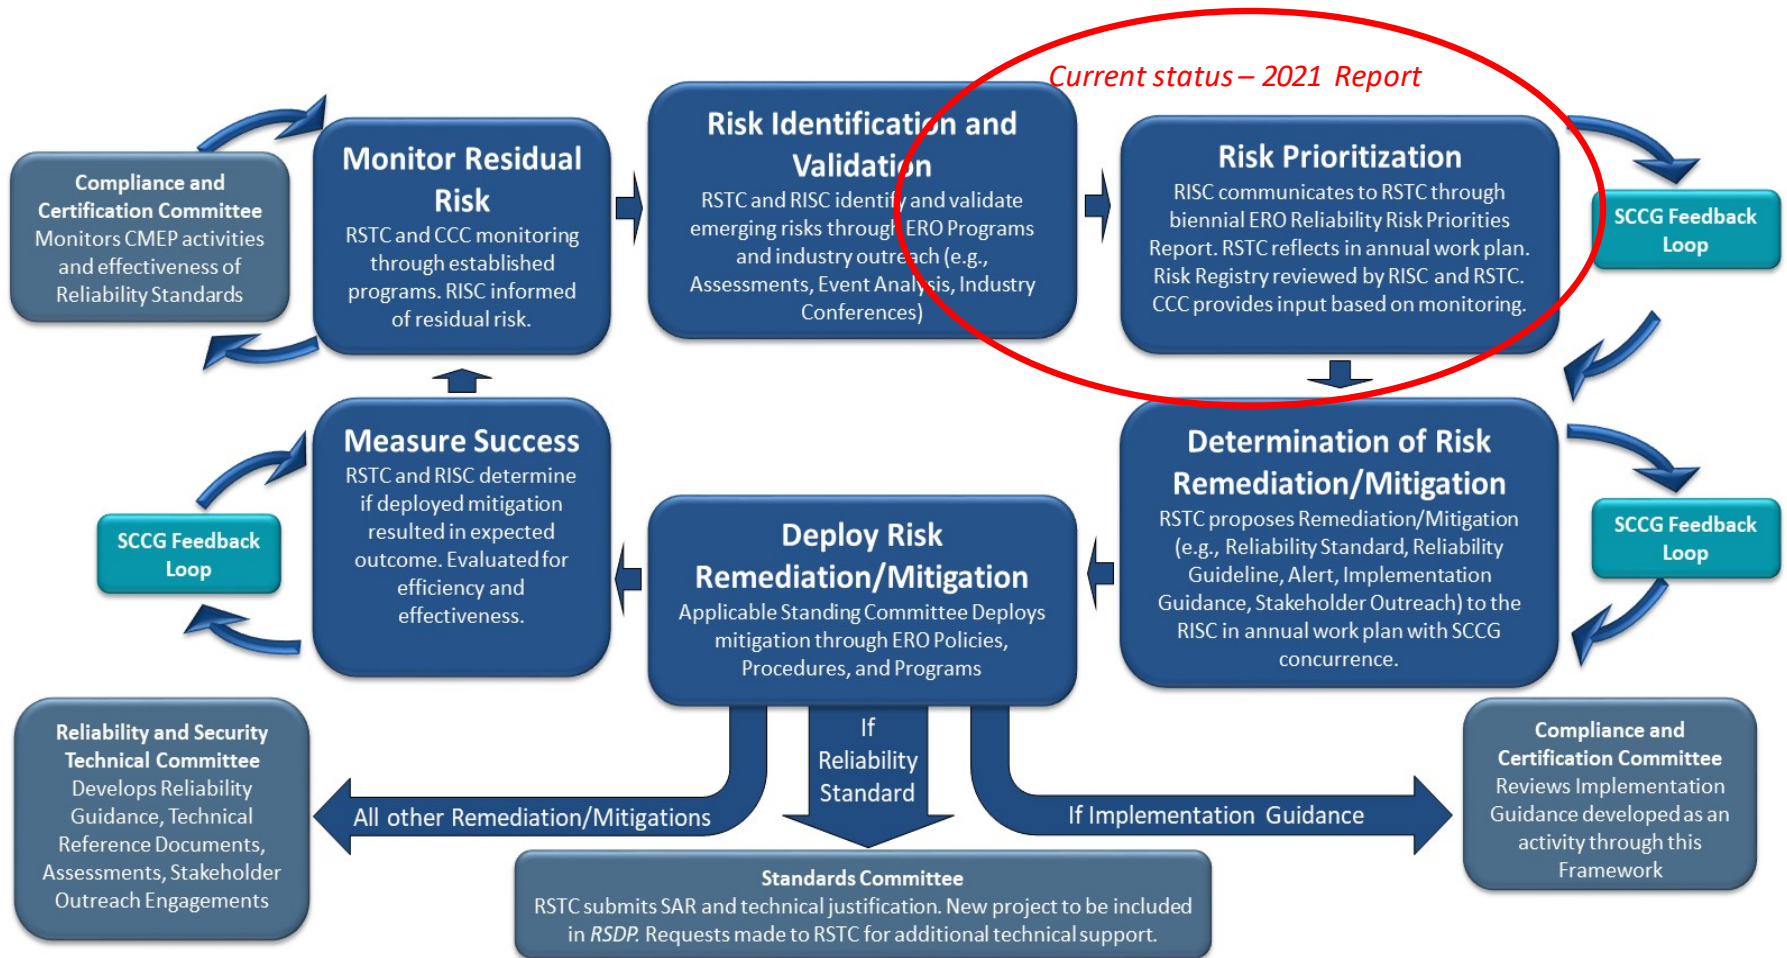 Current status – 2021 Report
Compliance and
Certification Committee
Monitors CMEP activities
and effectiveness of
Reliability Standards
Monitor Residual
Risk
RSTC and CCC monitoring
through established
programs. RISC informed
of residual risk.
Risk Identification and
Validation
RSTC and RISC identify and validate
emerging risks through ERO Programs
and industry outreach (e.g.,
Assessments, Event Analysis, Industry
Conferences)
Risk Prioritization
RISC communicates to RSTC through
biennial ERO Reliability Risk Priorities
Report. RSTC reflects in annual work plan.
Risk Registry reviewed by RISC and RSTC.
CCC provides input based on monitoring.
SCCG Feedback
Loop
SCCG Feedback
Loop
Measure Success
RSTC and RISC determine
if deployed mitigation
resulted in expected
outcome. Evaluated for
efficiency and
effectiveness.
Deploy Risk
Remediation/Mitigation
Applicable Standing Committee Deploys
mitigation through ERO Policies,
Procedures, and Programs
Determination of Risk
Remediation/Mitigation
RSTC proposes Remediation/Mitigation
(e.g., Reliability Standard, Reliability
Guideline, Alert, Implementation
Guidance, Stakeholder Outreach) to the
RISC in annual work plan with SCCG
concurrence.
SCCG Feedback
Loop
Reliability and Security
Technical Committee
Develops Reliability
Guidance, Technical
Reference Documents,
Assessments, Stakeholder
Outreach Engagements
All other Remediation/Mitigations
If
Reliability
Standard
If Implementation Guidance
Compliance and
Certification Committee
Reviews Implementation
Guidance developed as an
activity through this
Framework
Standards Committee
RSTC submits SAR and technical justification. New project to be included
in RSDP. Requests made to RSTC for additional technical support.